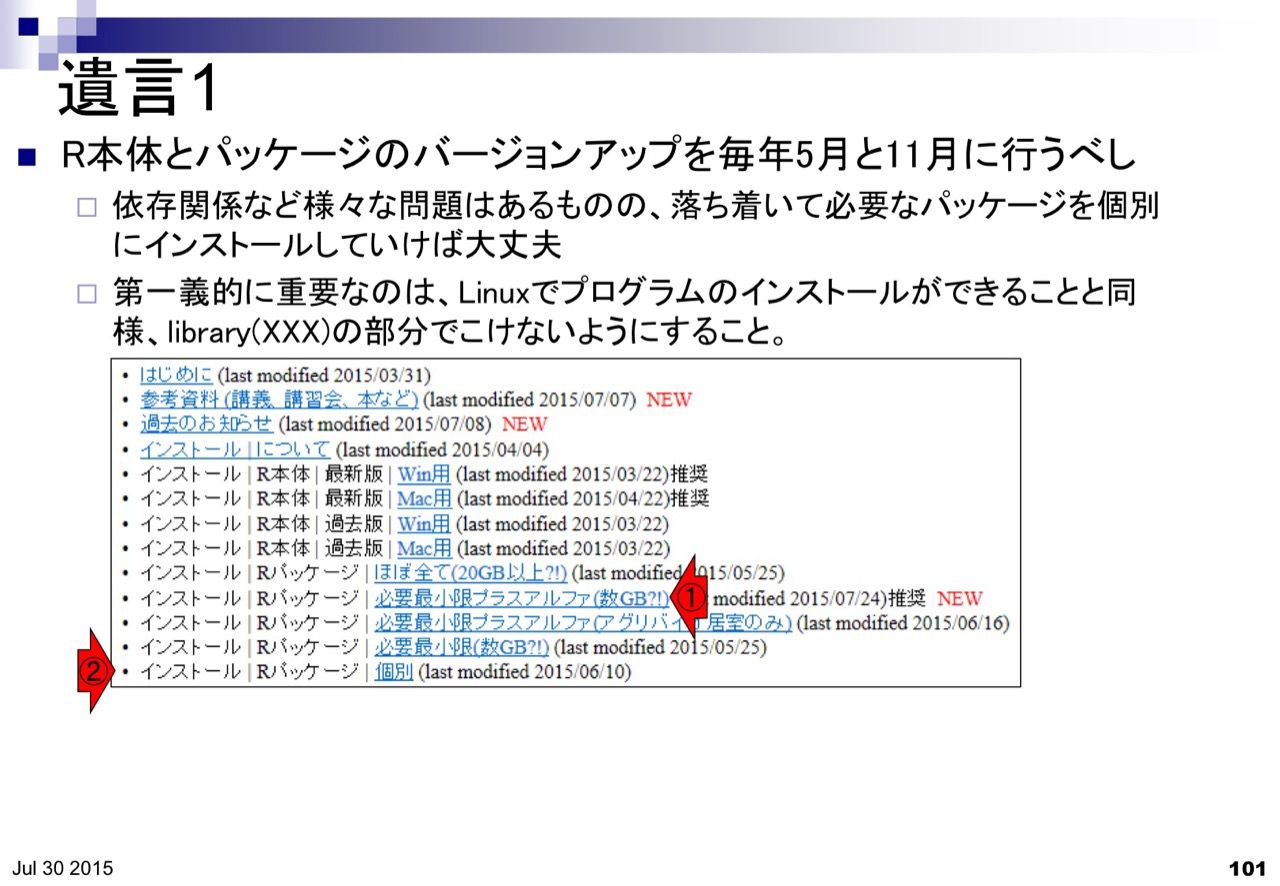 遺言1
■ R本体とパッケージのバージョンアップを毎年5月と11月に行うべし
□ 依存関係など様々な問題はあるものの、落ち着いて必要なパッケージを個別
にインストールしていけば大丈夫
□ 第一義的に重要なのは、Linuxでプログラムのインストールができることと同
様、library(XXX)の部分でこけないようにすること。
• はじめに (last modified 2015/03/31)
• 参考資料 (講義、講習会、本など) (last modified 2015/07/07) NEW
• 過去のお知らせ (last modified 2015/07/08) NEW
• インストール | について (last modified 2015/04/04)
• インストール | R本体 | 最新版 | Win用 (last modified 2015/03/22)推奨
• インストール | R本体 | 最新版 | Mac用 (last modified 2015/04/22)推奨
• インストール | R本体 | 過去版 | Win用 (last modified 2015/03/22)
• インストール | R本体 | 過去版 | Mac用 (last modified 2015/03/22)
• インストール | Rパッケージ | ほぼ全て(20GB以上?!) (last modified 2015/05/25)
• インストール | Rパッケージ | 必要最小限プラスアルファ(数GB?!) ① modified 2015/07/24)推奨 NEW
• インストール | Rパッケージ | 必要最小限プラスアルファ(アグリバイオ居室のみ) (last modified 2015/06/16)
• インストール | Rパッケージ | 必要最小限(数GB?!) (last modified 2015/05/25)
② • インストール | Rパッケージ | 個別 (last modified 2015/06/10)
Jul 30 2015
101